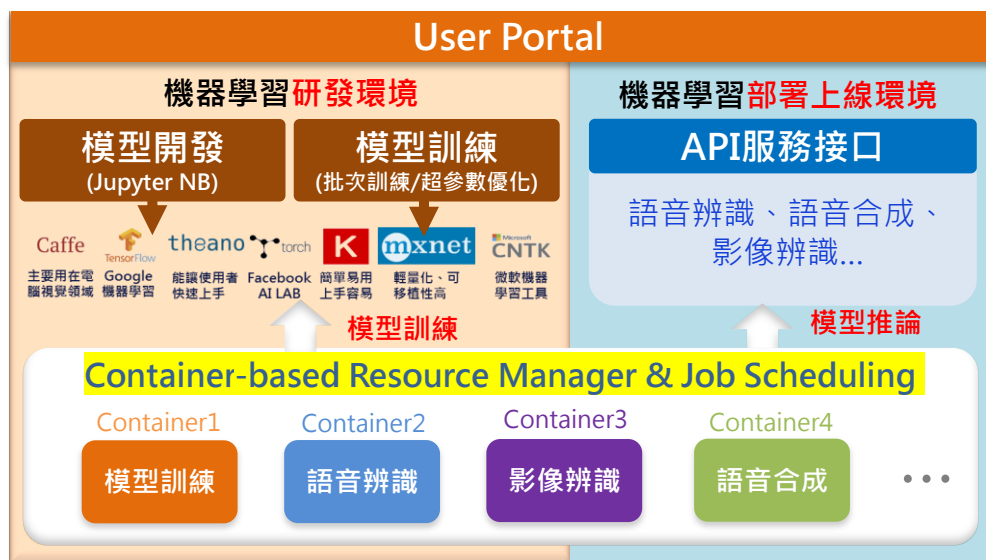 User Portal
機器學習研發環境
機器學習部署上線環境
模型開發
(Jupyter NB)
模型訓練
(批次訓練/超參數優化)
API服務接口
語音辨識、語音合成、
影像辨識...
Caffe
主要用在電
腦視覺領域
TensorFlow
Google
機器學習
theano
能讓使用者
快速上手
torch
Facebook
AI LAB
K
簡單易用
上手容易
mxnet
輕量化、可
移植性高
Microsoft
CNTK
微軟機器
學習工具
模型訓練
模型推論
Container-based Resource Manager & Job Scheduling
Container1
模型訓練
Container2
語音辨識
Container3
影像辨識
Container4
語音合成
...